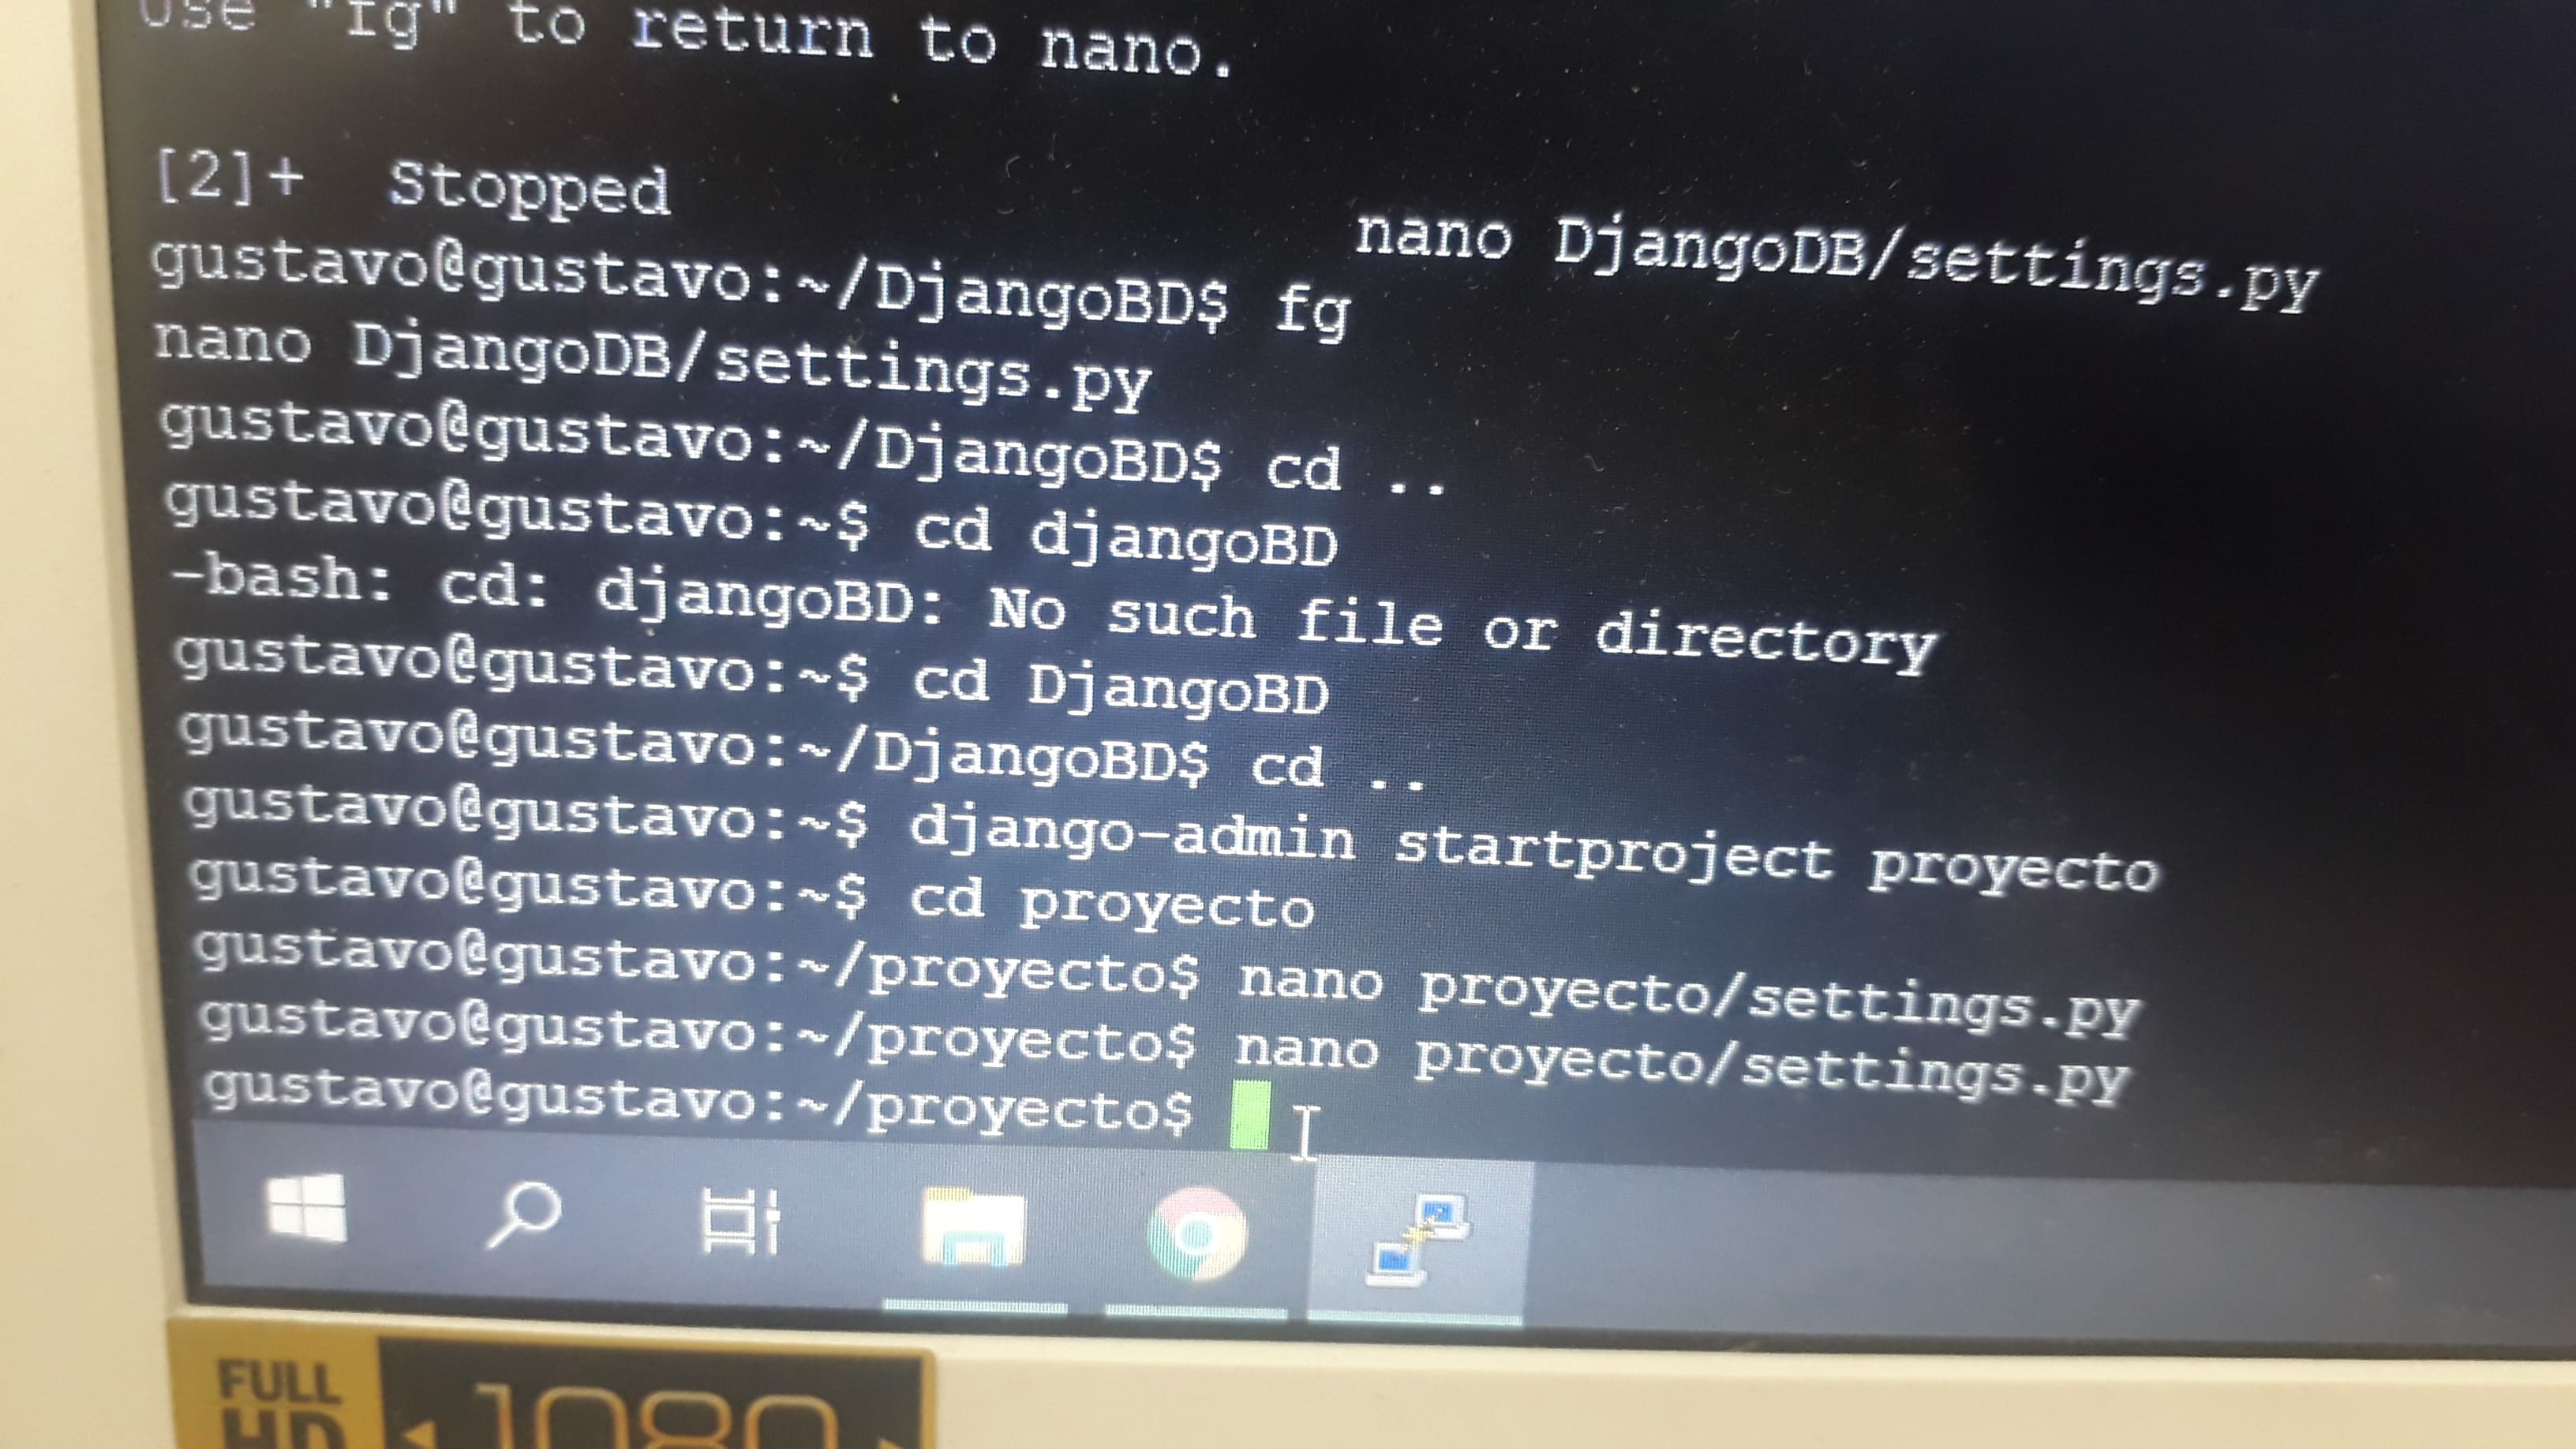 Use "fg" to return to nano.
[2]+  Stopped                 nano DjangoDB/settings.py
gustavo@gustavo:~/DjangoBD$ fg
nano DjangoDB/settings.py
gustavo@gustavo:~/DjangoBD$ cd ..
gustavo@gustavo:~$ cd djangoBD
-bash: cd: djangoBD: No such file or directory
gustavo@gustavo:~$ cd DjangoBD
gustavo@gustavo:~/DjangoBD$ cd ..
gustavo@gustavo:~$ django-admin startproject proyecto
gustavo@gustavo:~$ cd proyecto
gustavo@gustavo:~/proyecto$ nano proyecto/settings.py
gustavo@gustavo:~/proyecto$ nano proyecto/settings.py
gustavo@gustavo:~/proyecto$
FULL
HD
1080